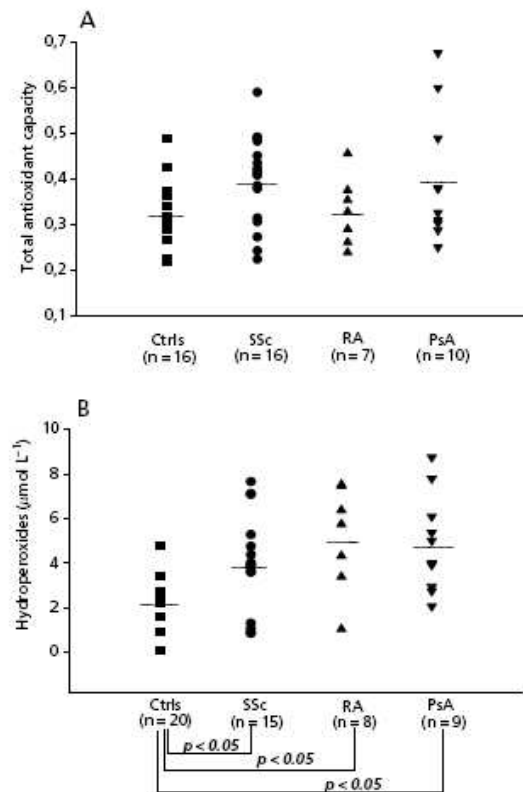 A
Total antioxidant capacity
0,7
0,6
0,5
0,4
0,3
0,2
0,1
Ctrls SSc RA PsA
(n = 16) (n = 16) (n = 7) (n = 10)
B
Hydroperoxides (μmol L⁻¹)
10
8
6
4
2
0
Ctrls SSc RA PsA
(n = 20) (n = 15) (n = 8) (n = 9)
p < 0.05
p < 0.05
p < 0.05